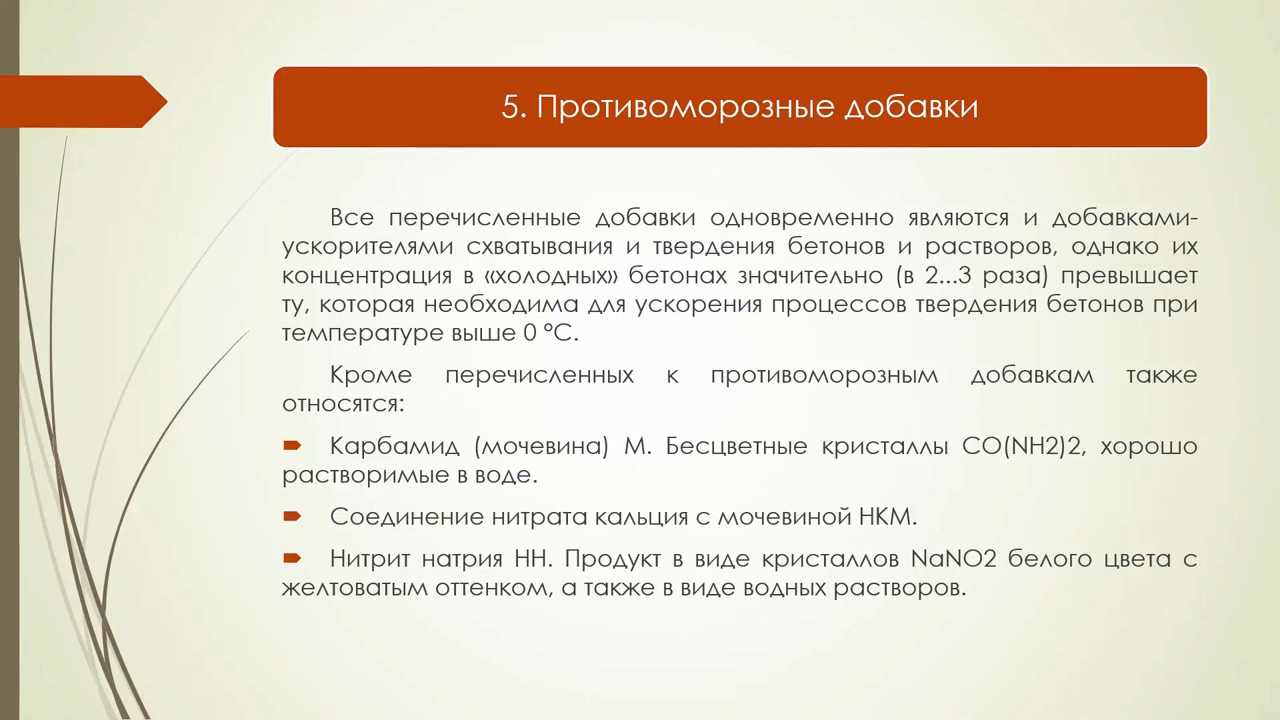 5. Противоморозные добавки
Все перечисленные добавки одновременно являются и добавками-
ускорителями схватывания и твердения бетонов и растворов, однако их
концентрация в «холодных» бетонах значительно (в 2...3 раза) превышает
ту, которая необходима для ускорения процессов твердения бетонов при
температуре выше 0 °С.
Кроме перечисленных к противоморозным добавкам также
относятся:
Карбамид (мочевина) М. Бесцветные кристаллы CO(NH2)2, хорошо
растворимые в воде.
Соединение нитрата кальция с мочевиной НКМ.
Нитрит натрия НН. Продукт в виде кристаллов NaNO2 белого цвета с
желтоватым оттенком, а также в виде водных растворов.